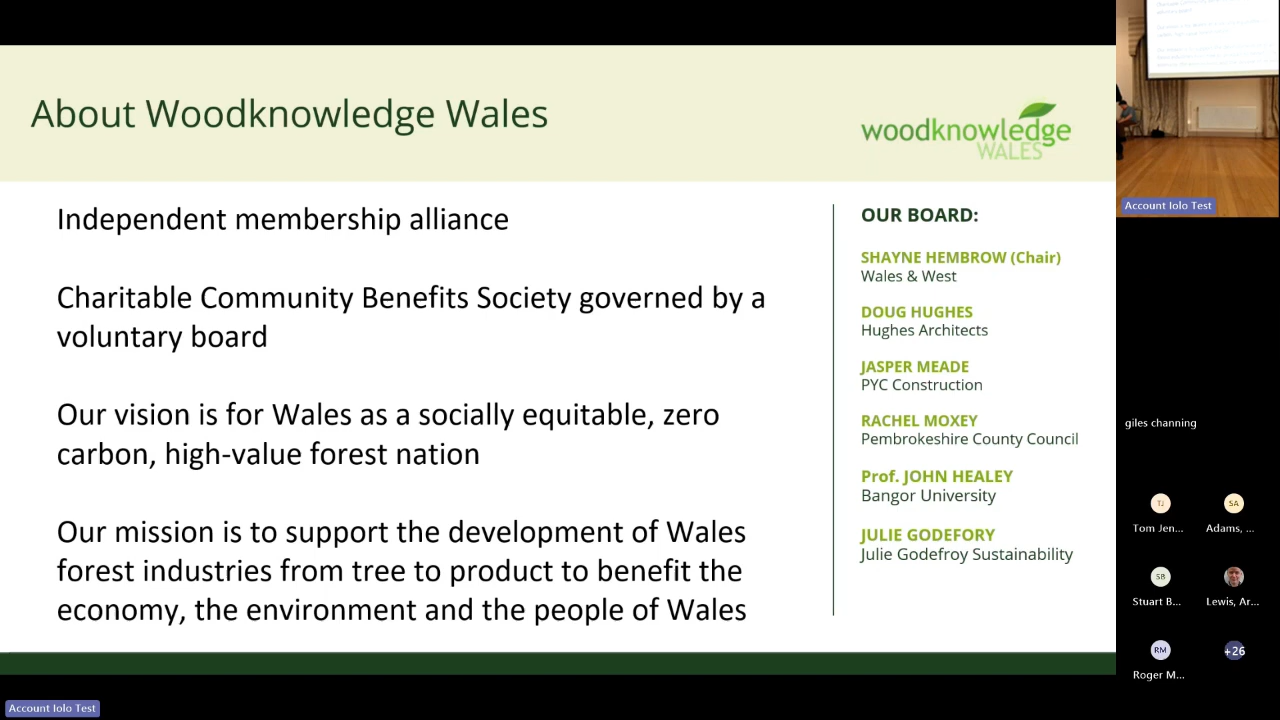 About Woodknowledge Wales
woodknowledge
WALES
Independent membership alliance
Charitable Community Benefits Society governed by a
voluntary board
Our vision is for Wales as a socially equitable, zero
carbon, high-value forest nation
Our mission is to support the development of Wales
forest industries from tree to product to benefit the
economy, the environment and the people of Wales
OUR BOARD:
SHAYNE HEMBROW (Chair)
Wales & West
DOUG HUGHES
Hughes Architects
JASPER MEADE
PYC Construction
RACHEL MOXEY
Pembrokeshire County Council
Prof. JOHN HEALEY
Bangor University
JULIE GODEFORY
Julie Godefroy Sustainability
Account Iolo Test
giles channing
TJ
SA
Tom Jen...
Adams, ...
SB
Stuart B...
Lewis, Ar...
RM
+26
Roger M...
Account Iolo Test